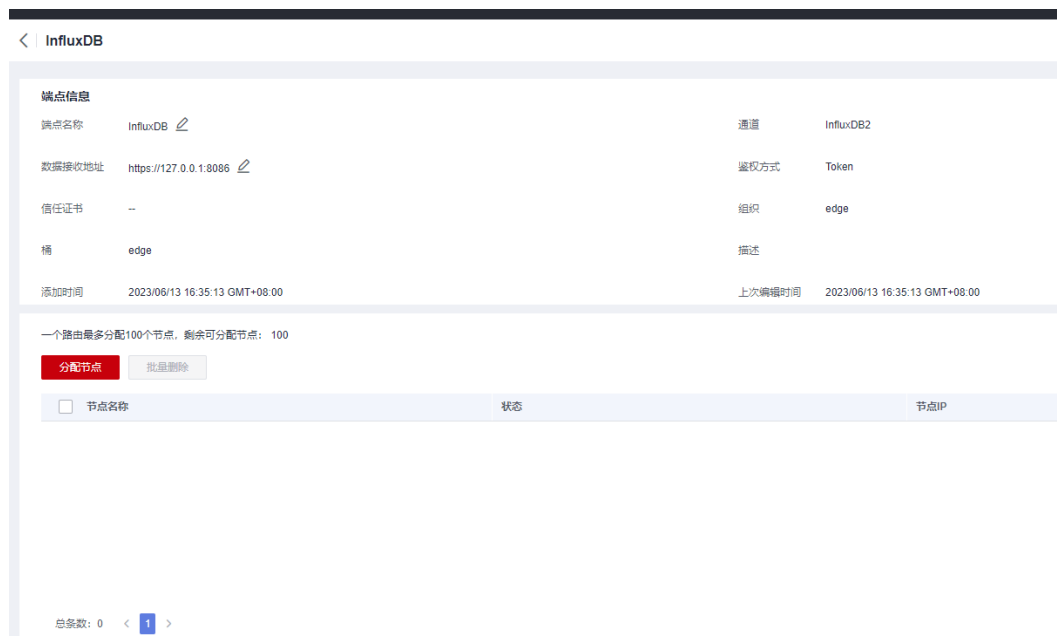 InfluxDB
端点信息
端点名称 InfluxDB 通道 InfluxDB2
数据接收地址 https://127.0.0.1:8086 鉴权方式 Token
信任证书 -- 组织 edge
桶 edge 描述
添加时间 2023/06/13 16:35:13 GMT+08:00 上次编辑时间 2023/06/13 16:35:13 GMT+08:00
一个路由最多分配100个节点，剩余可分配节点： 100
分配节点 批量删除
节点名称 状态 节点IP
总条数：0 < 1 >